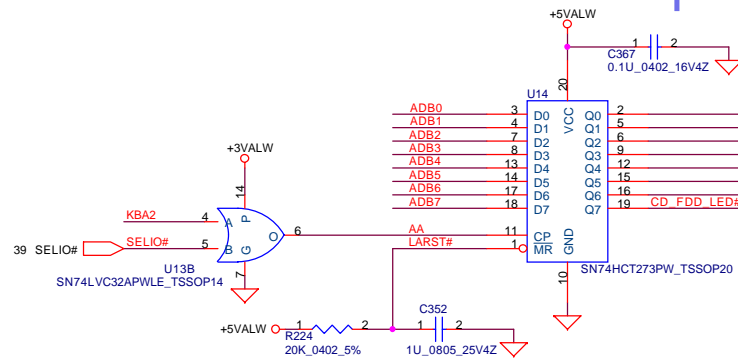 +5VALW
C367
1 2
0.1U_0402_16V4Z
U14
20
VCC
ADB0 3 D0 Q0 2
ADB1 4 D1 Q1 5
ADB2 7 D2 Q2 6
ADB3 8 D3 Q3 9
ADB4 13 D4 Q4 12
ADB5 14 D5 Q5 15
ADB6 17 D6 Q6 16
ADB7 18 D7 Q7 19 CD_FDD_LED#
+3VALW
14
P
KBA2 4 A
O 6 AA 11 CP
39 SELIO# SELIO# 5 B
G
7
LARST# 1 MR
GND
10
U13B
SN74LVC32APWLE_TSSOP14
SN74HCT273PW_TSSOP20
+5VALW 1 2
R224
20K_0402_5%
C352
1 2
1U_0805_25V4Z